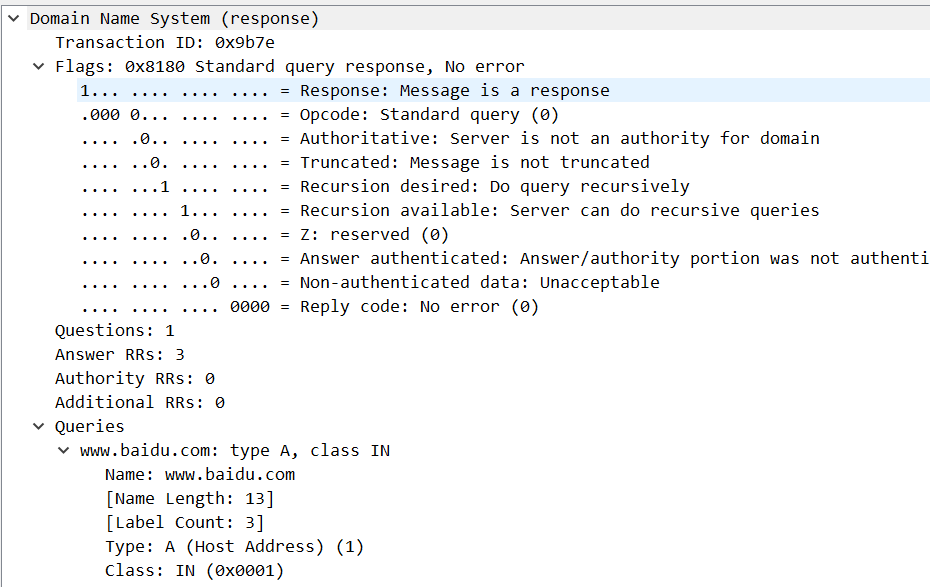 Domain Name System (response)
Transaction ID: 0x9b7e
Flags: 0x8180 Standard query response, No error
1... .... .... .... = Response: Message is a response
.000 0... .... .... = Opcode: Standard query (0)
.... .0.. .... .... = Authoritative: Server is not an authority for domain
.... ..0. .... .... = Truncated: Message is not truncated
.... ...1 .... .... = Recursion desired: Do query recursively
.... .... 1... .... = Recursion available: Server can do recursive queries
.... .... .0.. .... = Z: reserved (0)
.... .... ..0. .... = Answer authenticated: Answer/authority portion was not authenti
.... .... ...0 .... = Non-authenticated data: Unacceptable
.... .... .... 0000 = Reply code: No error (0)
Questions: 1
Answer RRs: 3
Authority RRs: 0
Additional RRs: 0
Queries
www.baidu.com: type A, class IN
Name: www.baidu.com
[Name Length: 13]
[Label Count: 3]
Type: A (Host Address) (1)
Class: IN (0x0001)